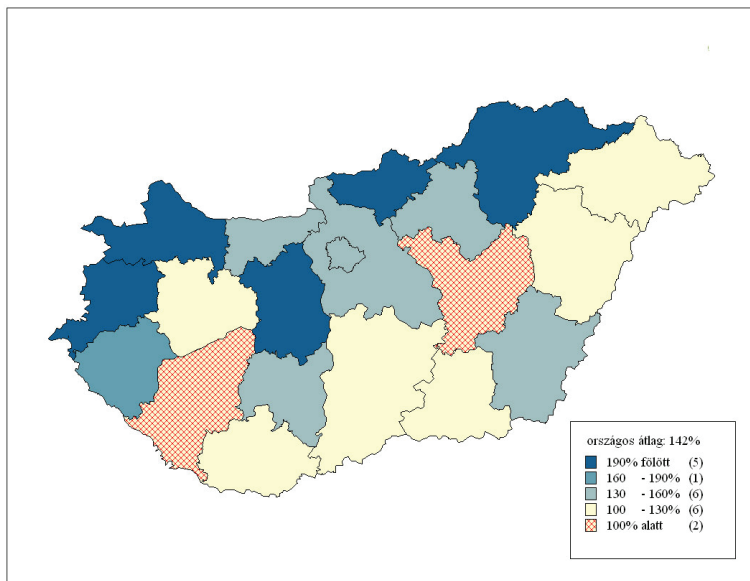 országos átlag: 142%
190% fölött (5)
160 - 190% (1)
130 - 160% (6)
100 - 130% (6)
100% alatt (2)